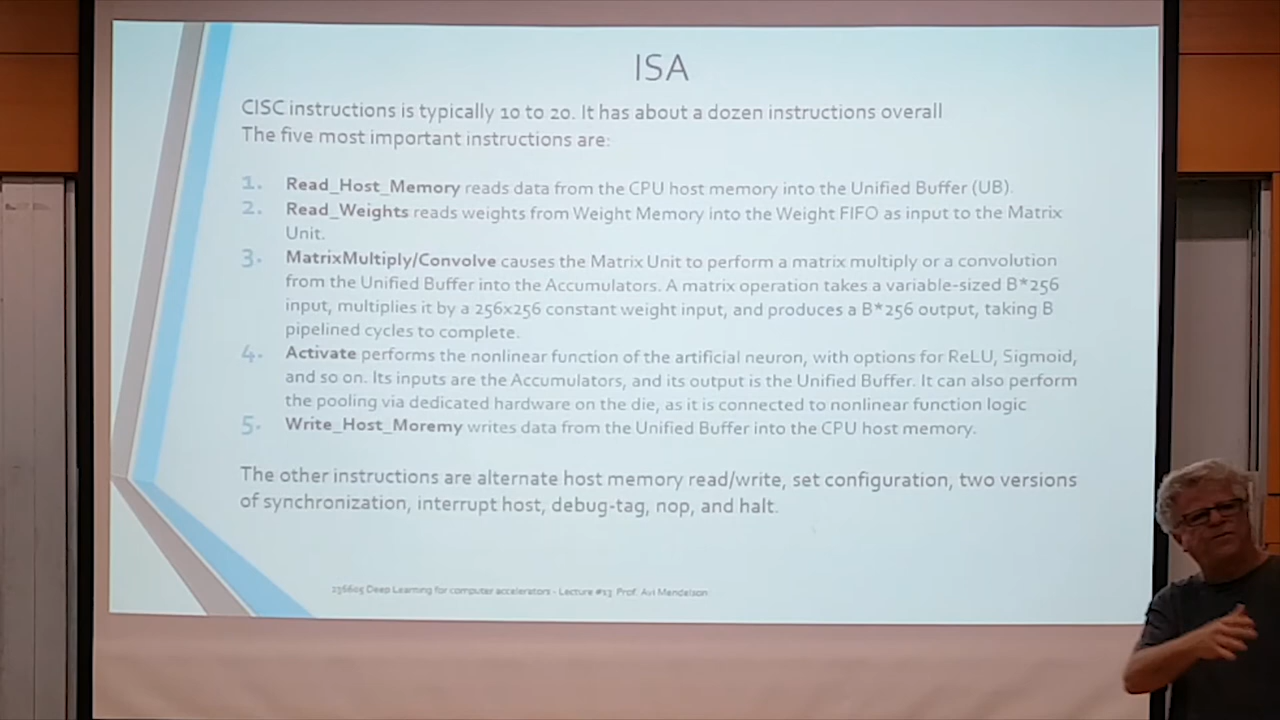 ISA
CISC instructions is typically 10 to 20. It has about a dozen instructions overall
The five most important instructions are:
1. Read_Host_Memory reads data from the CPU host memory into the Unified Buffer (UB).
2. Read_Weights reads weights from Weight Memory into the Weight FIFO as input to the Matrix
Unit.
3. MatrixMultiply/Convolve causes the Matrix Unit to perform a matrix multiply or a convolution
from the Unified Buffer into the Accumulators. A matrix operation takes a variable-sized B*256
input, multiplies it by a 256x256 constant weight input, and produces a B*256 output, taking B
pipelined cycles to complete.
4. Activate performs the nonlinear function of the artificial neuron, with options for ReLU, Sigmoid,
and so on. Its inputs are the Accumulators, and its output is the Unified Buffer. It can also perform
the pooling via dedicated hardware on the die, as it is connected to nonlinear function logic
5. Write_Host_Moremy writes data from the Unified Buffer into the CPU host memory.
The other instructions are alternate host memory read/write, set configuration, two versions
of synchronization, interrupt host, debug-tag, nop, and halt.
236605 Deep Learning for computer accelerators - Lecture #13 Prof. Avi Mendelson